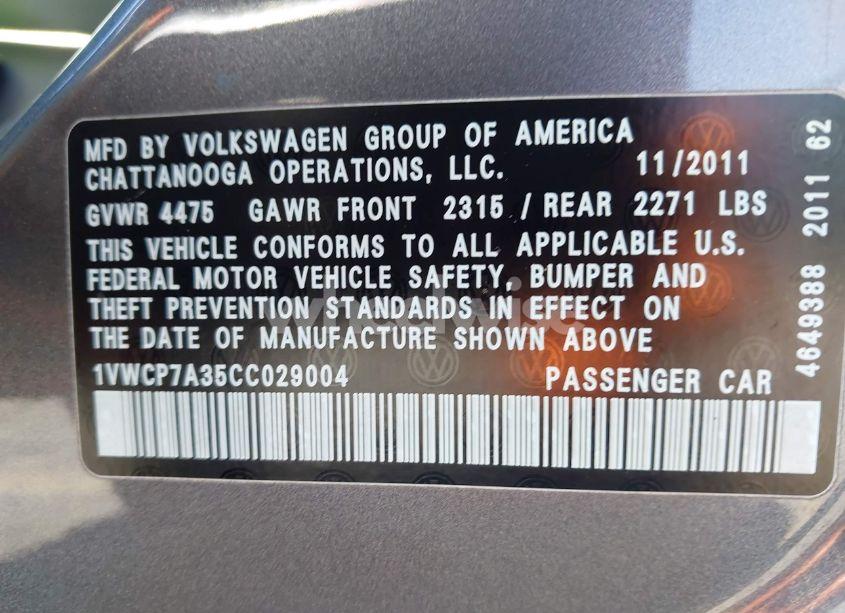 MFD BY VOLKSWAGEN GROUP OF AMERICA
CHATTANOOGA OPERATIONS, LLC. 11/2011
GVWR 4475 GAWR FRONT 2315 / REAR 2271 LBS
THIS VEHICLE CONFORMS TO ALL APPLICABLE U.S.
FEDERAL MOTOR VEHICLE SAFETY, BUMPER AND
THEFT PREVENTION STANDARDS IN EFFECT ON
THE DATE OF MANUFACTURE SHOWN ABOVE
1VWCP7A35CC029004 PASSENGER CAR
4649388 2011 62